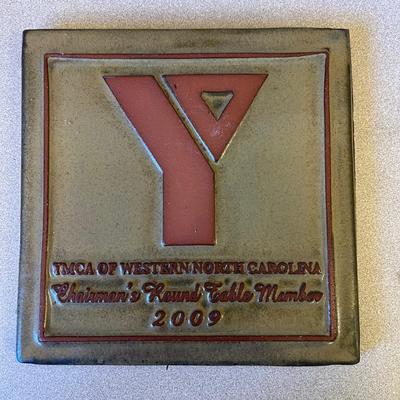 Y
YMCA OF WESTERN NORTH CAROLINA
Chairman's Round Table Member
2009